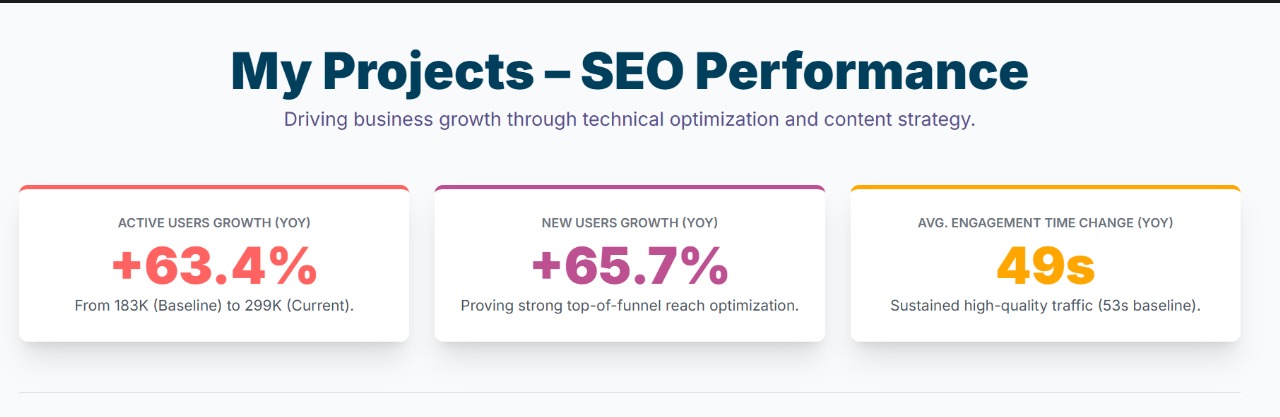 My Projects – SEO Performance
Driving business growth through technical optimization and content strategy.
ACTIVE USERS GROWTH (YOY)
+63.4%
From 183K (Baseline) to 299K (Current).
NEW USERS GROWTH (YOY)
+65.7%
Proving strong top-of-funnel reach optimization.
AVG. ENGAGEMENT TIME CHANGE (YOY)
49s
Sustained high-quality traffic (53s baseline).